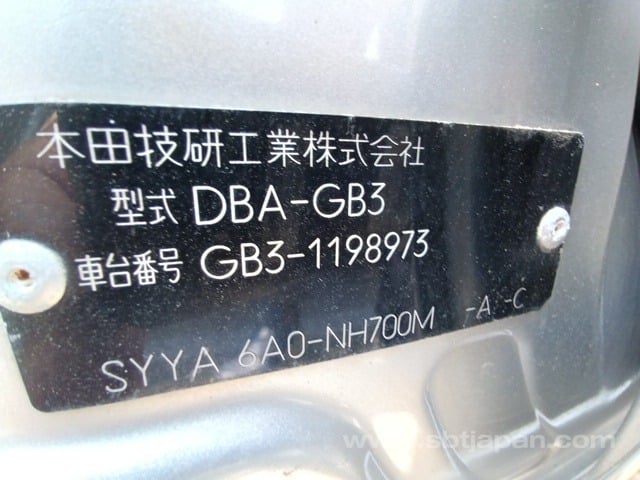 本田技研工業株式会社
型式 DBA-GB3
車台番号 GB3-1198973
SYYA 6A0-NH700M -A -C
www.sbtjapan.com